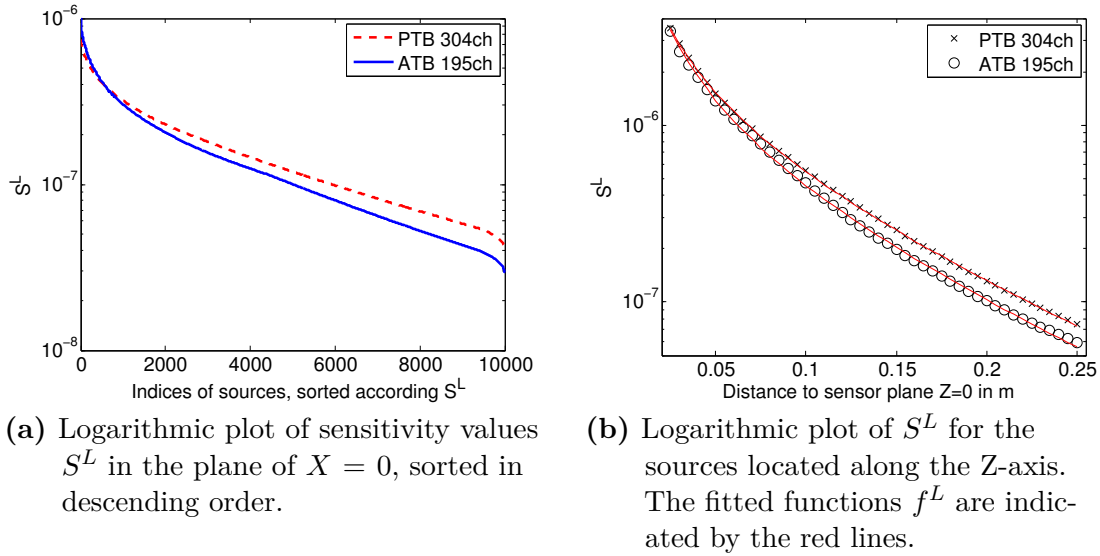 10⁻⁶
10⁻⁷
10⁻⁸
S^L
PTB 304ch
ATB 195ch
0 2000 4000 6000 8000 10000
Indices of sources, sorted according S^L
(a) Logarithmic plot of sensitivity values
S^L in the plane of X = 0, sorted in
descending order.
10⁻⁶
10⁻⁷
S^L
PTB 304ch
ATB 195ch
0.05 0.1 0.15 0.2 0.25
Distance to sensor plane Z=0 in m
(b) Logarithmic plot of S^L for the
sources located along the Z-axis.
The fitted functions f^L are indi-
cated by the red lines.